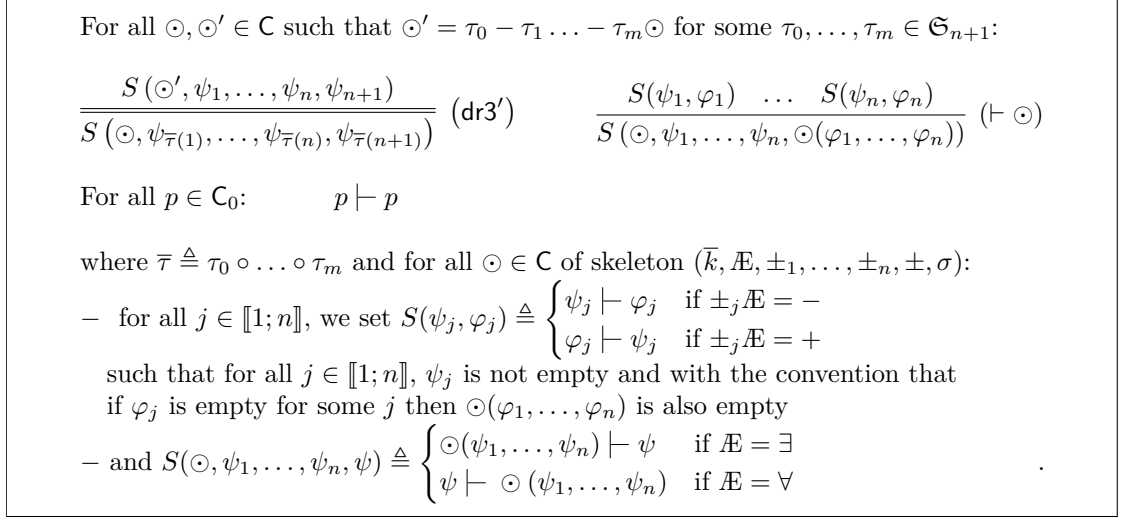 For all ⊙, ⊙′ ∈ C such that ⊙′ = τ₀ − τ₁ … − τₘ⊙ for some τ₀, …, τₘ ∈ 𝔖ₙ₊₁:
S (⊙′, ψ₁, …, ψₙ, ψₙ₊₁)
S (⊙, ψ_{τ̅(1)}, …, ψ_{τ̅(n)}, ψ_{τ̅(n+1)}) (dr3′)
S(ψ₁, φ₁) … S(ψₙ, φₙ)
S (⊙, ψ₁, …, ψₙ, ⊙(φ₁, …, φₙ)) (⊢ ⊙)
For all p ∈ C₀: p ⊢ p
where τ̅ ≜ τ₀ ∘ … ∘ τₘ and for all ⊙ ∈ C of skeleton (k̅, Æ, ±₁, …, ±ₙ, ±, σ):
− for all j ∈ ⟦1; n⟧, we set S(ψⱼ, φⱼ) ≜ { ψⱼ ⊢ φⱼ if ±ⱼÆ = −
φⱼ ⊢ ψⱼ if ±ⱼÆ = +
such that for all j ∈ ⟦1; n⟧, ψⱼ is not empty and with the convention that
if φⱼ is empty for some j then ⊙(φ₁, …, φₙ) is also empty
− and S(⊙, ψ₁, …, ψₙ, ψ) ≜ { ⊙(ψ₁, …, ψₙ) ⊢ ψ if Æ = ∃
ψ ⊢ ⊙ (ψ₁, …, ψₙ) if Æ = ∀ .